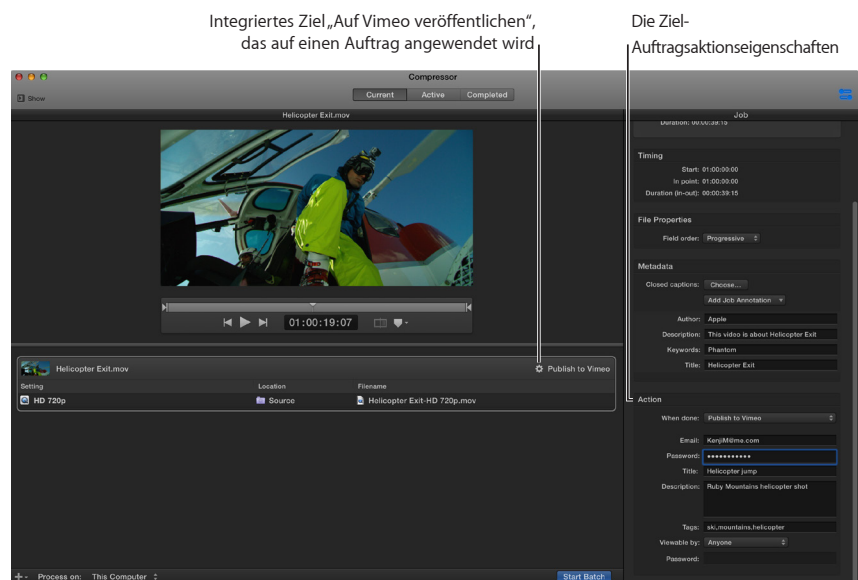 Integriertes Ziel „Auf Vimeo veröffentlichen“,
das auf einen Auftrag angewendet wird
Die Ziel-
Auftragsaktionseigenschaften
Compressor
Show
Current Active Completed
Helicopter Exit.mov
Job
Duration: 00:00:39:15
Timing
Start: 01:00:00:00
In point: 01:00:00:00
Duration (in-out): 00:00:39:15
File Properties
Field order: Progressive
Metadata
Closed captions: Choose...
Add Job Annotation
Author: Apple
Description: This video is about Helicopter Exit
Keywords: Phantom
Title: Helicopter Exit
01:00:19:07
Helicopter Exit.mov
Publish to Vimeo
Setting Location Filename
HD 720p Source Helicopter Exit-HD 720p.mov
Action
When done: Publish to Vimeo
Email: KenjiM@me.com
Password: •••••••••••
Title: Helicopter jump
Description: Ruby Mountains helicopter shot
Tags: ski,mountains,helicopter
Viewable by: Anyone
Password:
Process on: This Computer
Start Batch